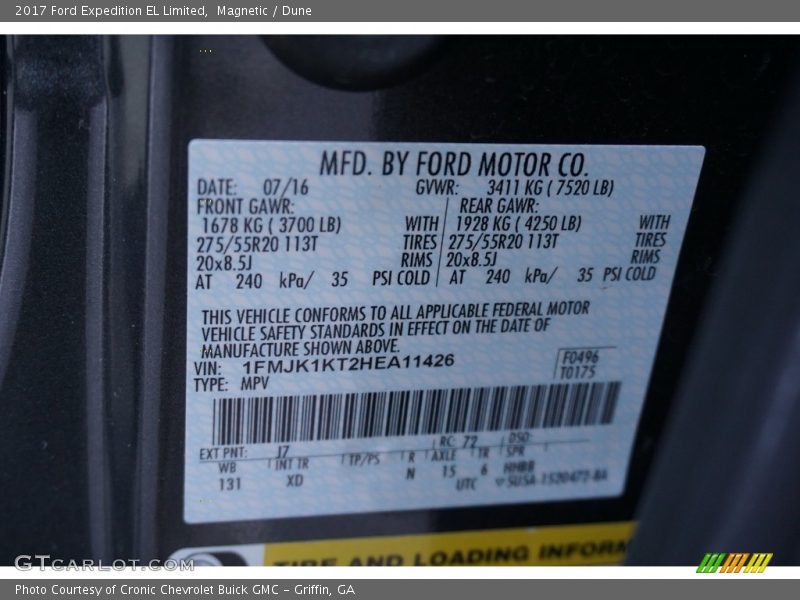 2017 Ford Expedition EL Limited, Magnetic / Dune
MFD. BY FORD MOTOR CO.
DATE: 07/16 GVWR: 3411 KG ( 7520 LB)
FRONT GAWR: REAR GAWR:
1678 KG ( 3700 LB) WITH 1928 KG ( 4250 LB) WITH
275/55R20 113T TIRES 275/55R20 113T TIRES
20x8.5J RIMS 20x8.5J RIMS
AT 240 kPa/ 35 PSI COLD AT 240 kPa/ 35 PSI COLD
THIS VEHICLE CONFORMS TO ALL APPLICABLE FEDERAL MOTOR
VEHICLE SAFETY STANDARDS IN EFFECT ON THE DATE OF
MANUFACTURE SHOWN ABOVE.
VIN: 1FMJK1KT2HEA11426 F0496
TYPE: MPV T0175
EXT PNT: J7 RC: 72 DSO:
WB INT TR TP/PS R AXLE TR SPR
131 XD N 15 6 HHBB
UTC ▽5USA-1520472-BA
TIRE AND LOADING INFORM
GTcarlot.com
Photo Courtesy of Cronic Chevrolet Buick GMC – Griffin, GA